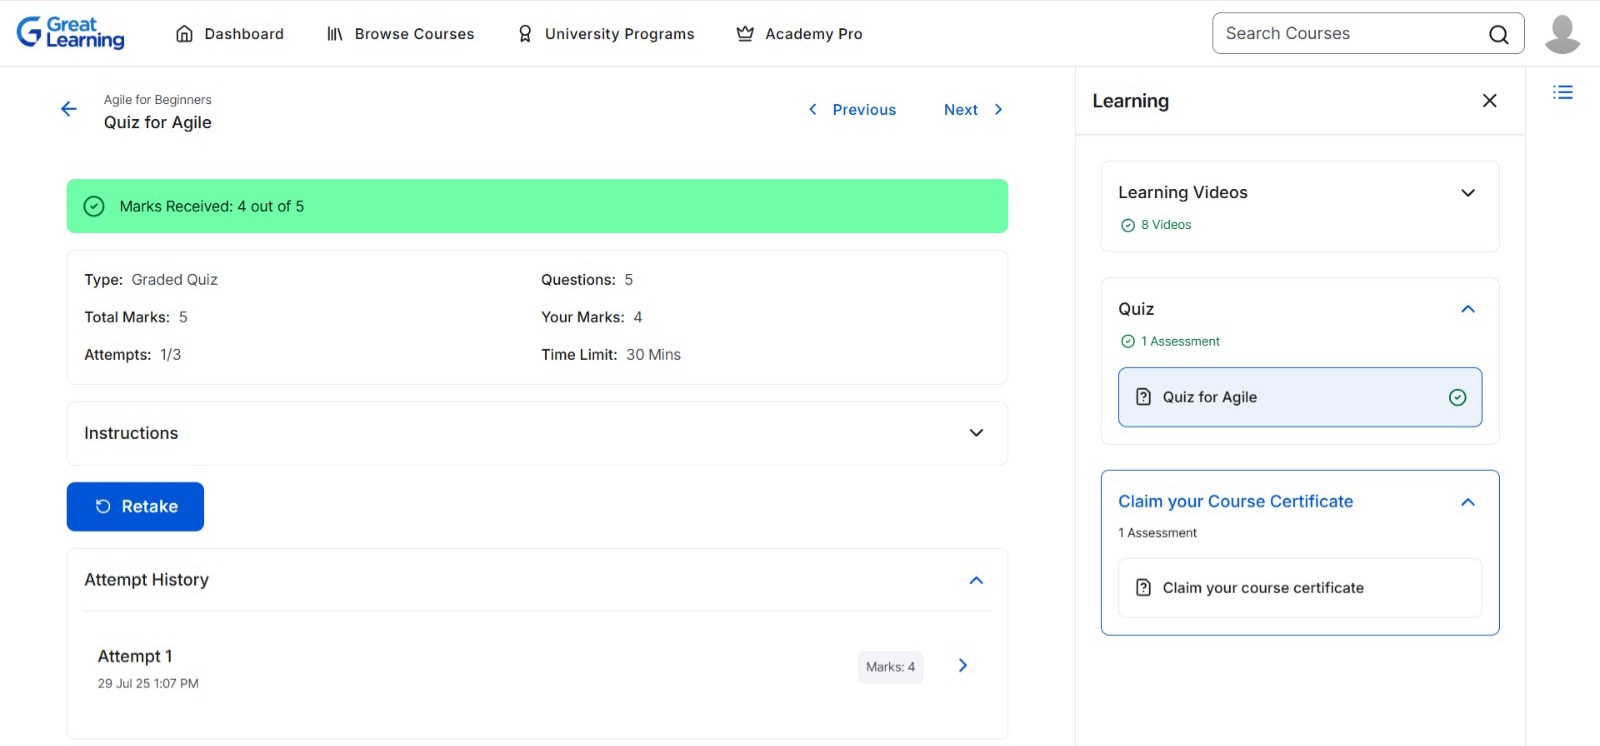 Great Learning
Dashboard
Browse Courses
University Programs
Academy Pro
Search Courses
Agile for Beginners
Quiz for Agile
Previous
Next
Marks Received: 4 out of 5
Type: Graded Quiz
Questions: 5
Total Marks: 5
Your Marks: 4
Attempts: 1/3
Time Limit: 30 Mins
Instructions
Retake
Attempt History
Attempt 1
29 Jul 25 1:07 PM
Marks: 4
Learning
Learning Videos
8 Videos
Quiz
1 Assessment
Quiz for Agile
Claim your Course Certificate
1 Assessment
Claim your course certificate